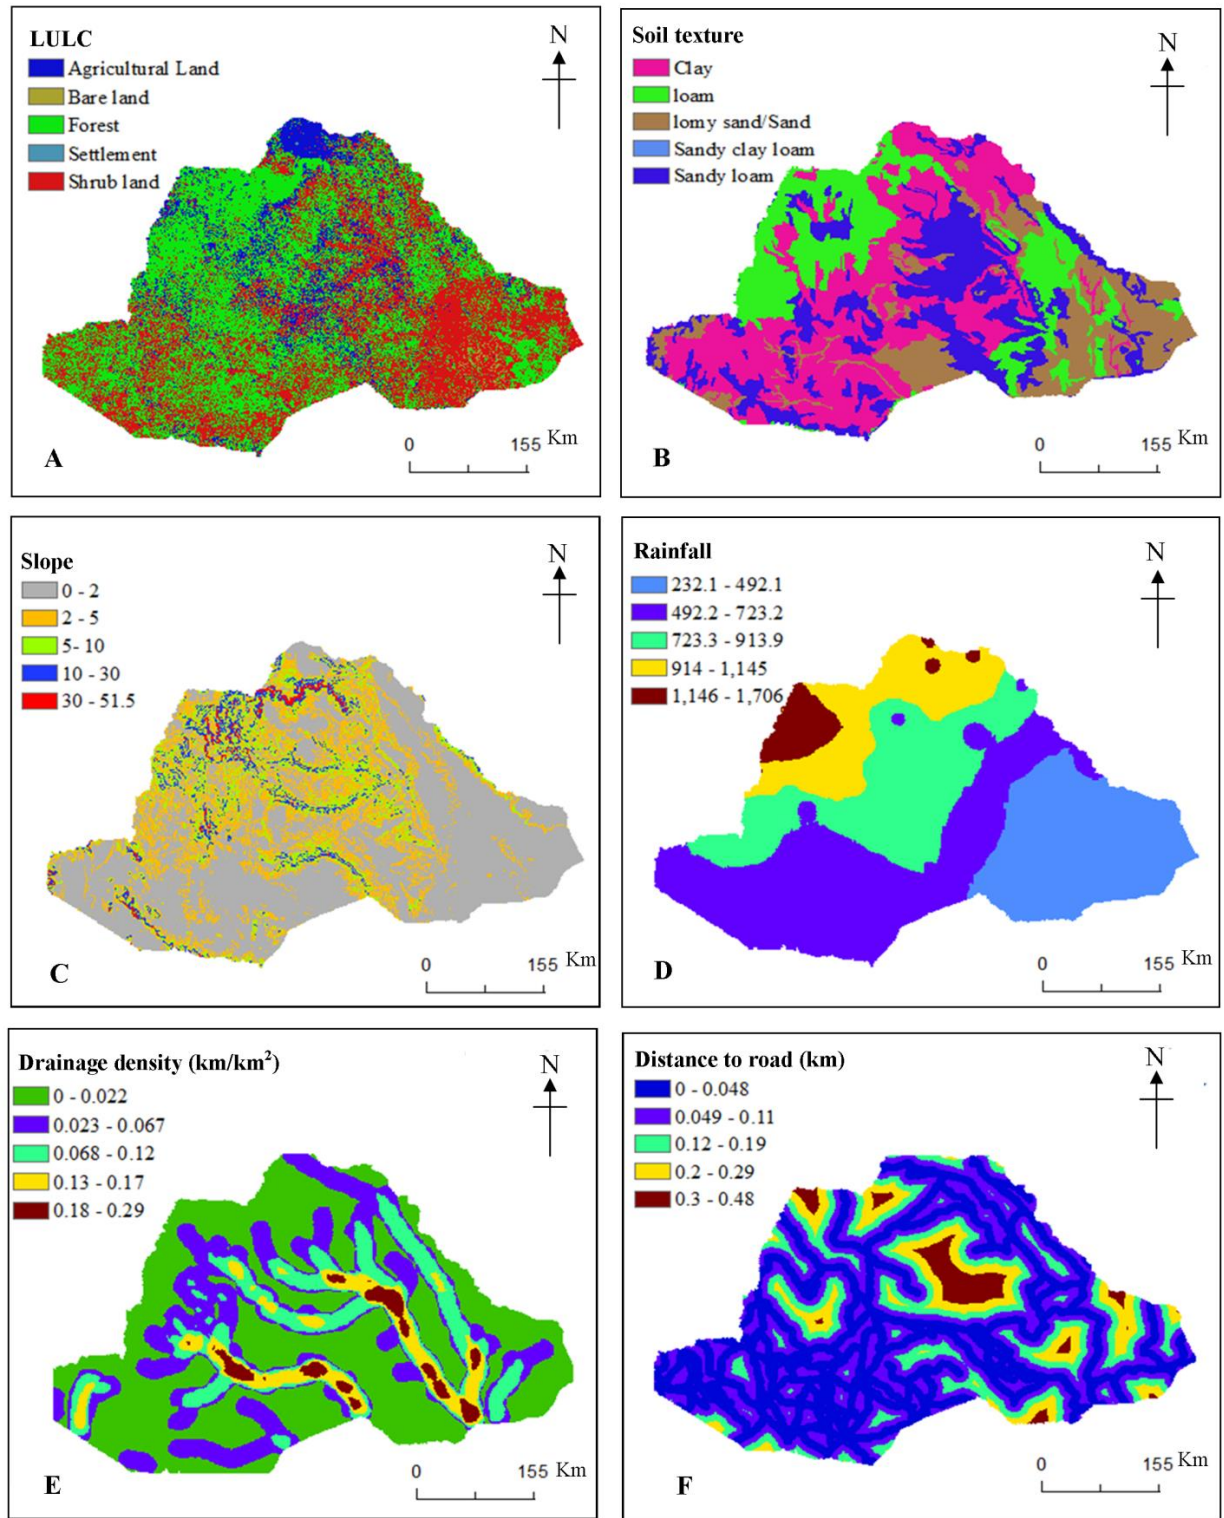 LULC
N
Agricultural Land
Bare land
Forest
Settlement
Shrub land
0 155 Km
A
Soil texture
N
Clay
loam
lomy sand/Sand
Sandy clay loam
Sandy loam
0 155 Km
B
Slope
N
0 - 2
2 - 5
5- 10
10 - 30
30 - 51.5
0 155 Km
C
Rainfall
N
232.1 - 492.1
492.2 - 723.2
723.3 - 913.9
914 - 1,145
1,146 - 1,706
0 155 Km
D
Drainage density (km/km²)
N
0 - 0.022
0.023 - 0.067
0.068 - 0.12
0.13 - 0.17
0.18 - 0.29
0 155 Km
E
Distance to road (km)
N
0 - 0.048
0.049 - 0.11
0.12 - 0.19
0.2 - 0.29
0.3 - 0.48
0 155 Km
F